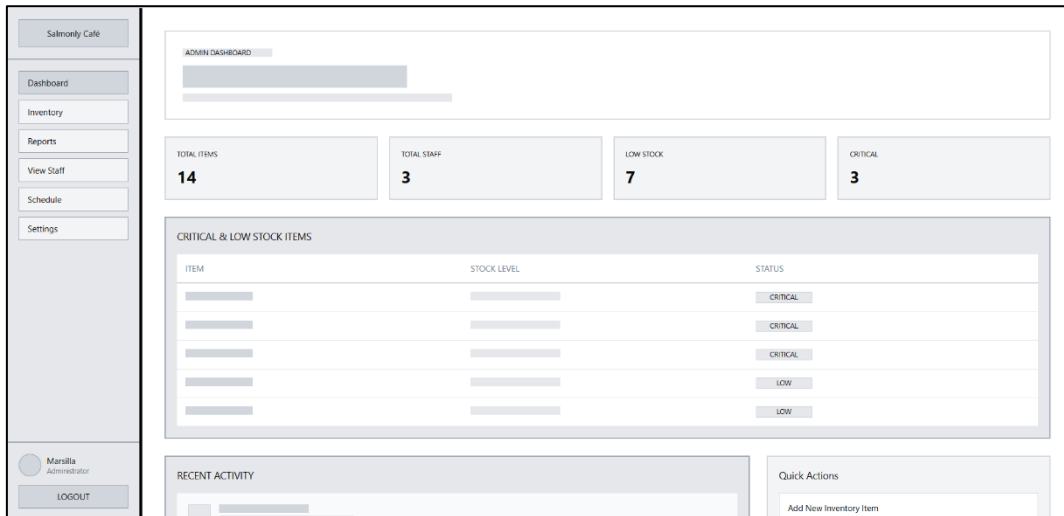 Salmonly Café
Dashboard
Inventory
Reports
View Staff
Schedule
Settings
Marsilla
Administrator
LOGOUT
ADMIN DASHBOARD
TOTAL ITEMS
14
TOTAL STAFF
3
LOW STOCK
7
CRITICAL
3
CRITICAL & LOW STOCK ITEMS
ITEM STOCK LEVEL STATUS
CRITICAL
CRITICAL
CRITICAL
LOW
LOW
RECENT ACTIVITY
Quick Actions
Add New Inventory Item